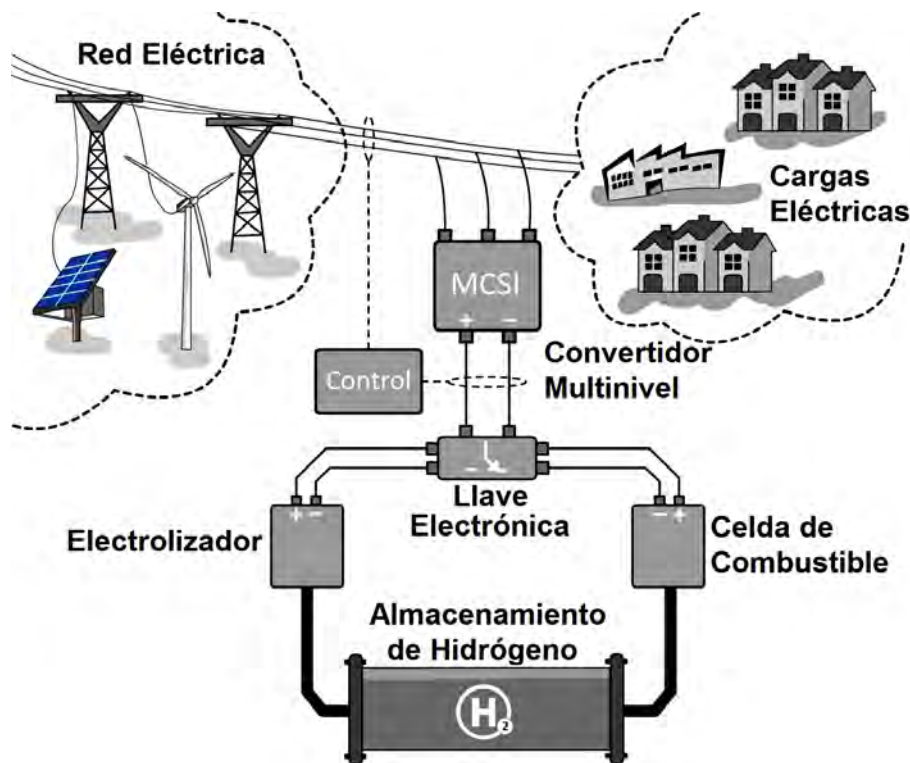 Red Eléctrica
Cargas
Eléctricas
MCSI
+ −
Convertidor
Multinivel
Control
Llave
Electrónica
+ −
Electrolizador
− +
Celda de
Combustible
Almacenamiento
de Hidrógeno
H2